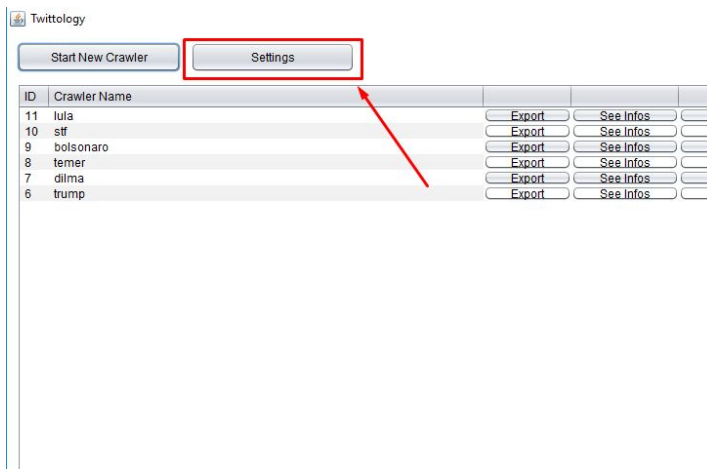 Twittology
Start New Crawler Settings
ID Crawler Name
11 lula Export See Infos
10 stf Export See Infos
9 bolsonaro Export See Infos
8 temer Export See Infos
7 dilma Export See Infos
6 trump Export See Infos